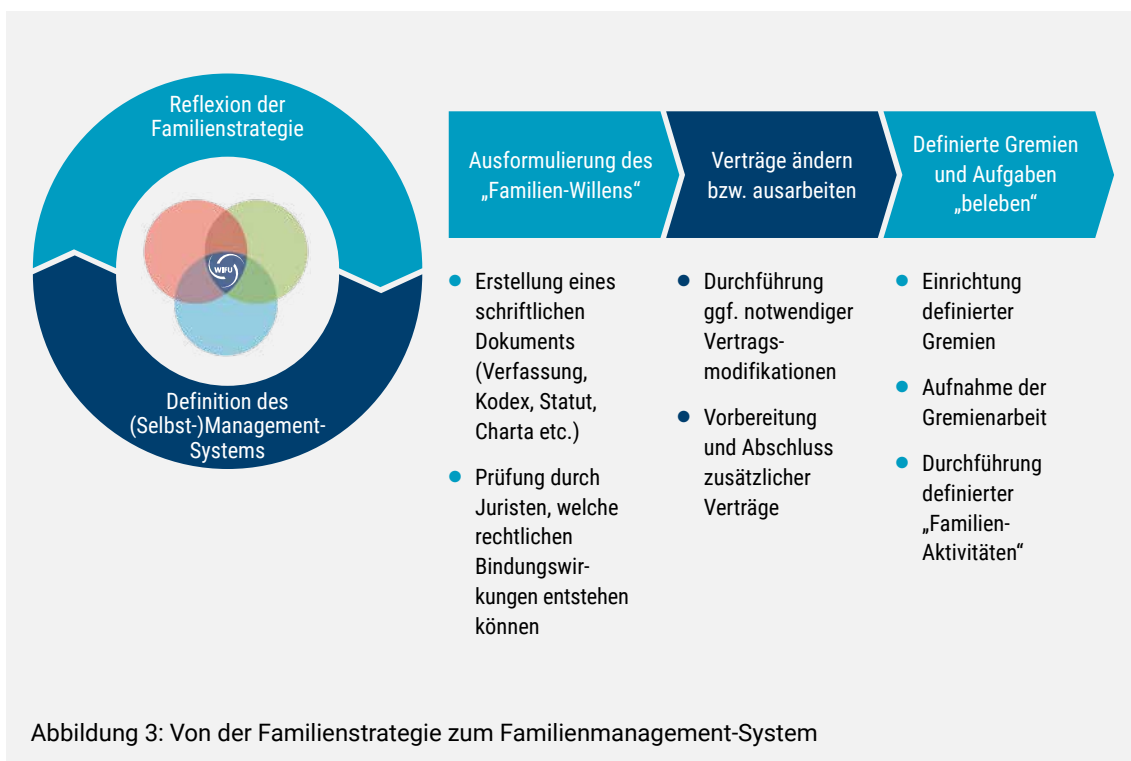 Reflexion der
Familienstrategie
WIFU
Definition des
(Selbst-)Management-
Systems
Ausformulierung des
„Familien-Willens“
Verträge ändern
bzw. ausarbeiten
Definierte Gremien
und Aufgaben
„beleben“
Erstellung eines
schriftlichen
Dokuments
(Verfassung,
Kodex, Statut,
Charta etc.)
Prüfung durch
Juristen, welche
rechtlichen
Bindungswir-
kungen entstehen
können
Durchführung
ggf. notwendiger
Vertrags-
modifikationen
Vorbereitung
und Abschluss
zusätzlicher
Verträge
Einrichtung
definierter
Gremien
Aufnahme der
Gremienarbeit
Durchführung
definierter
„Familien-
Aktivitäten“
Abbildung 3: Von der Familienstrategie zum Familienmanagement-System